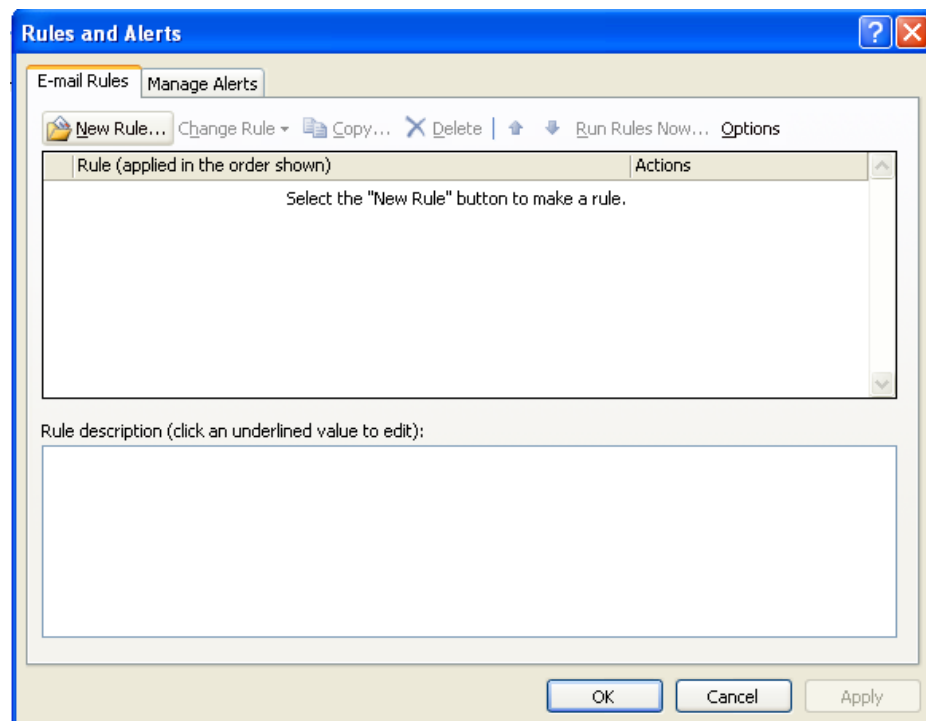 Rules and Alerts
E-mail Rules Manage Alerts
New Rule... Change Rule Copy... Delete Run Rules Now... Options
Rule (applied in the order shown) Actions
Select the "New Rule" button to make a rule.
Rule description (click an underlined value to edit):
OK Cancel Apply